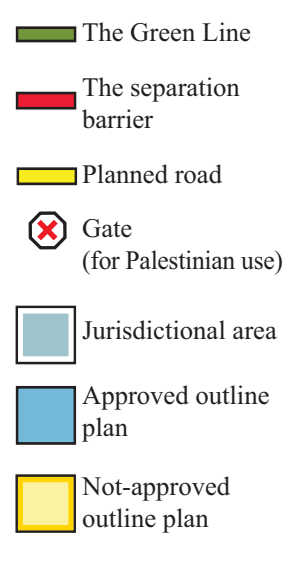 The Green Line
The separation
barrier
Planned road
Gate
(for Palestinian use)
Jurisdictional area
Approved outline
plan
Not-approved
outline plan